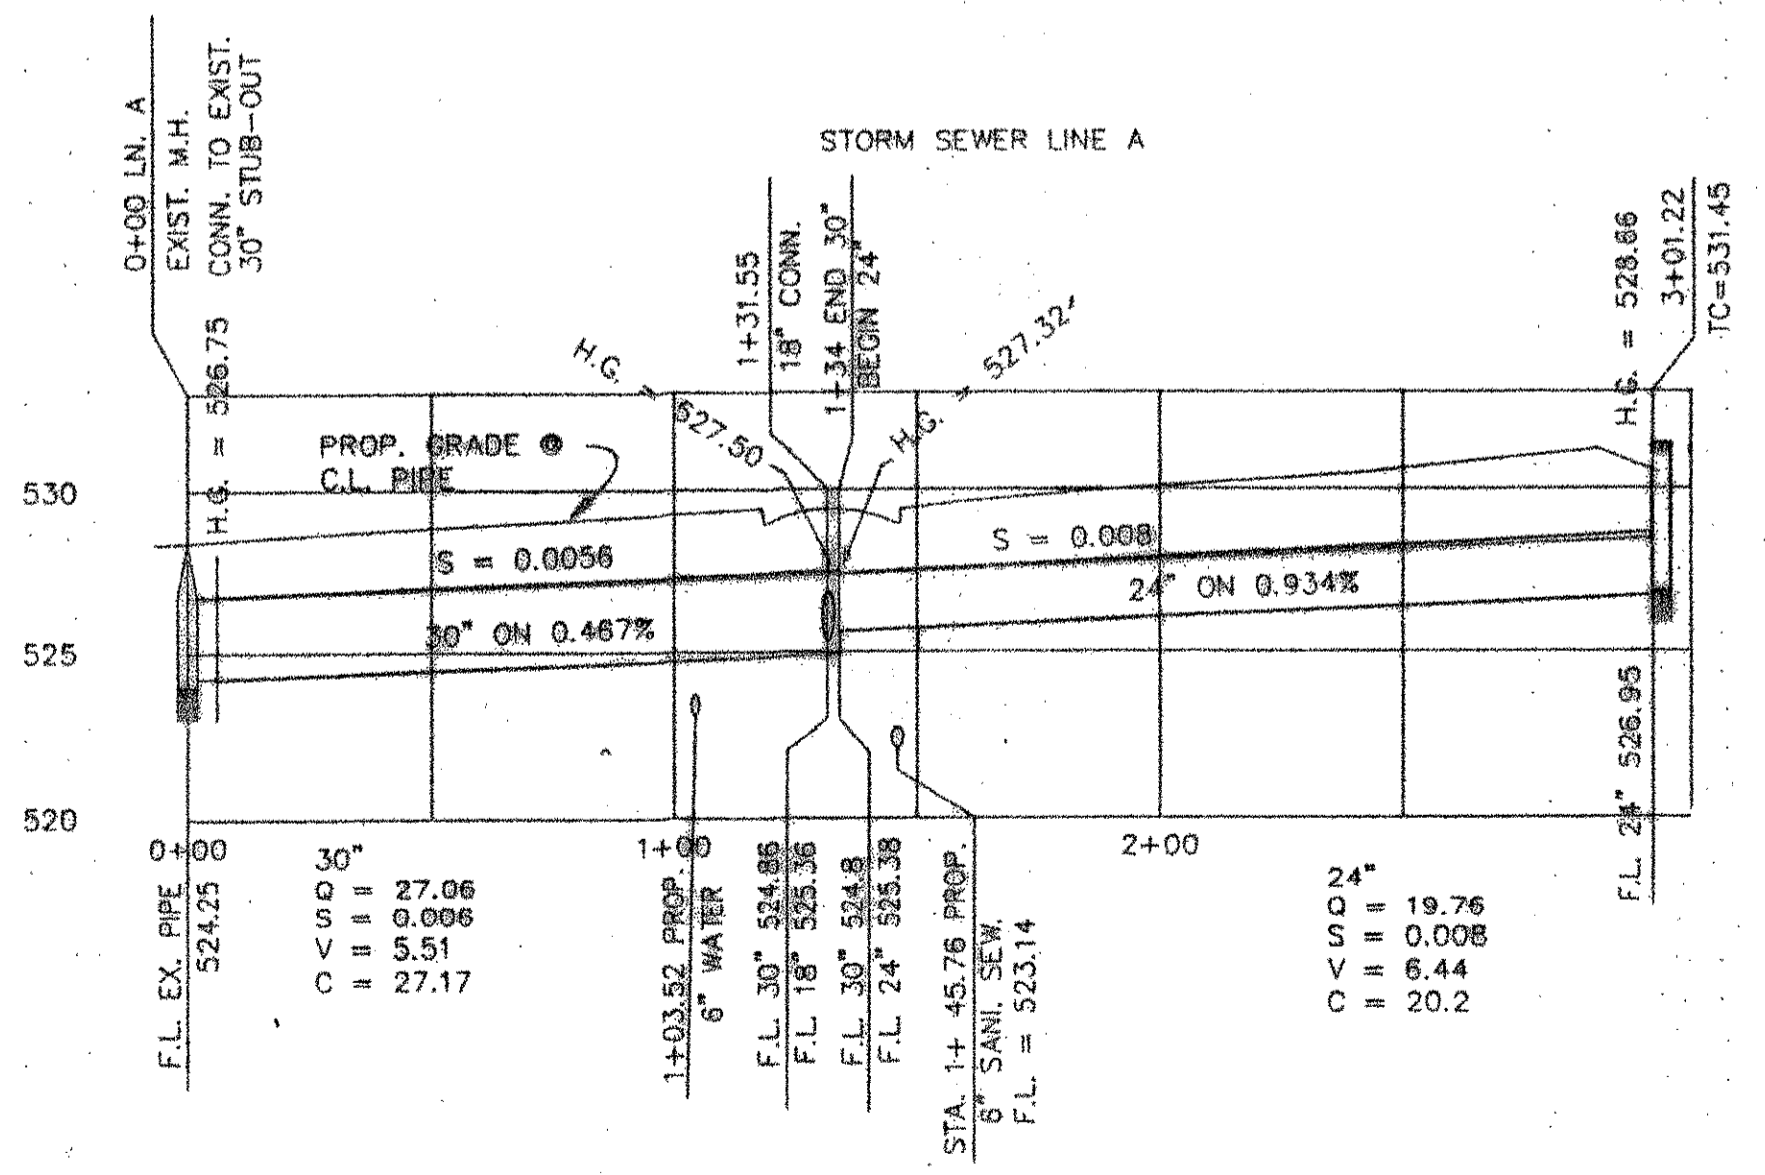 STORM SEWER LINE A
0+00 LN. A
EXIST. M.H.
CONN. TO EXIST.
30" STUB-OUT
H.G. = 526.75
1+31.55
18" CONN.
1+34 END 30"
BEGIN 24"
H.G. = 527.50
H.G. = 527.32'
H.G. = 528.86
3+01.22
TC=531.45
PROP. GRADE @
C.L. PIPE
530
525
520
S = 0.0056
S = 0.008
30" ON 0.467%
24" ON 0.934%
0+00
1+00
2+00
F.L. EX. PIPE
524.25
30"
Q = 27.06
S = 0.006
V = 5.51
C = 27.17
1+03.52 PROP.
6" WATER
F.L. 30" 524.86
F.L. 18" 525.36
F.L. 30" 524.8
F.L. 24" 525.38
STA. 1+ 45.76 PROP.
8" SANI. SEW.
F.L. = 523.14
24"
Q = 19.76
S = 0.008
V = 6.44
C = 20.2
F.L. 24" 526.95